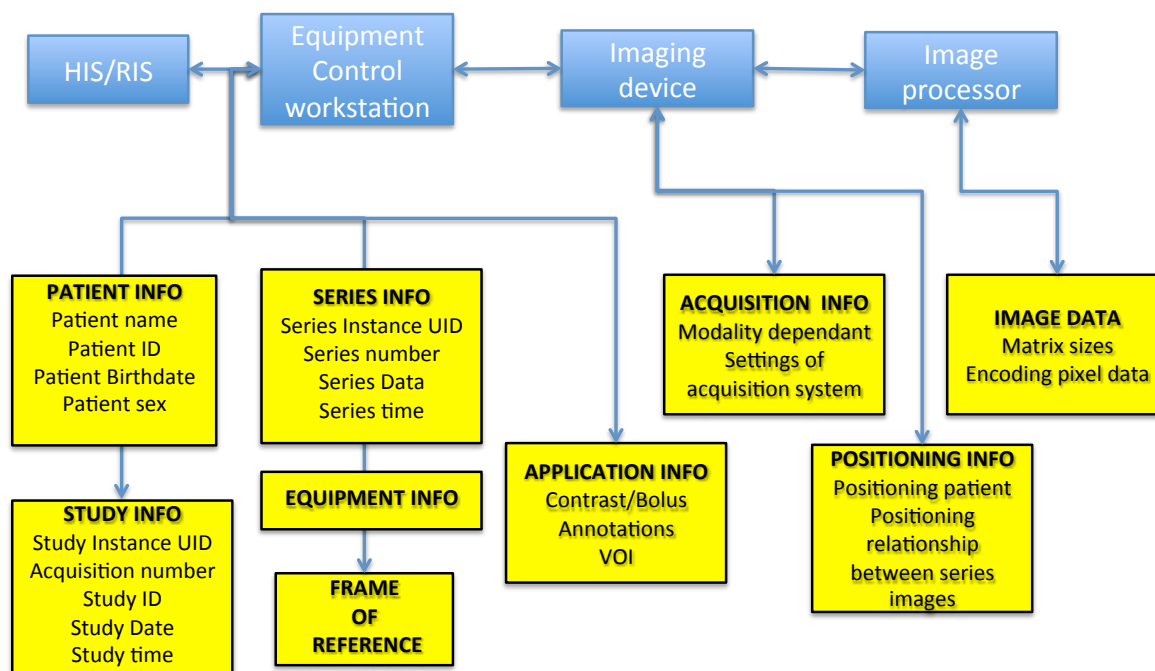 HIS/RIS
Equipment
Control
workstation
Imaging
device
Image
processor
PATIENT INFO
Patient name
Patient ID
Patient Birthdate
Patient sex
SERIES INFO
Series Instance UID
Series number
Series Data
Series time
ACQUISITION INFO
Modality dependant
Settings of
acquisition system
IMAGE DATA
Matrix sizes
Encoding pixel data
STUDY INFO
Study Instance UID
Acquisition number
Study ID
Study Date
Study time
EQUIPMENT INFO
FRAME
OF
REFERENCE
APPLICATION INFO
Contrast/Bolus
Annotations
VOI
POSITIONING INFO
Positioning patient
Positioning
relationship
between series
images